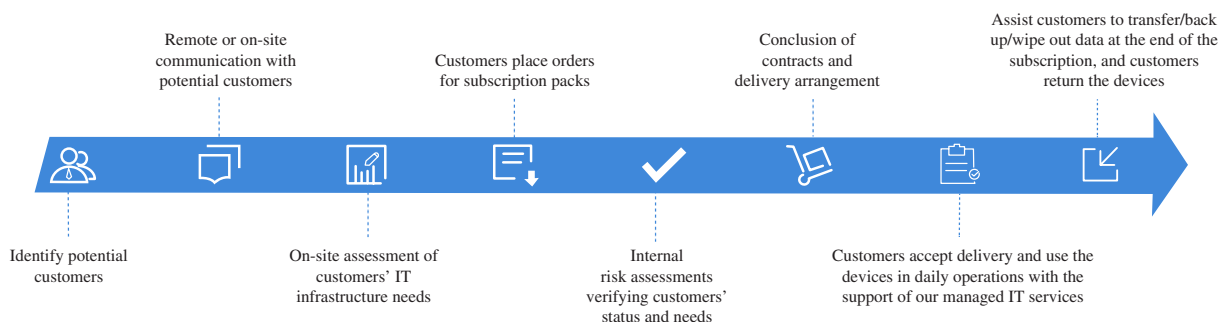 Identify potential
customers
Remote or on-site
communication with
potential customers
On-site assessment of
customers’ IT
infrastructure needs
Customers place orders
for subscription packs
Internal
risk assessments
verifying customers’
status and needs
Conclusion of
contracts and
delivery arrangement
Customers accept delivery and use the
devices in daily operations with the
support of our managed IT services
Assist customers to transfer/back
up/wipe out data at the end of the
subscription, and customers
return the devices